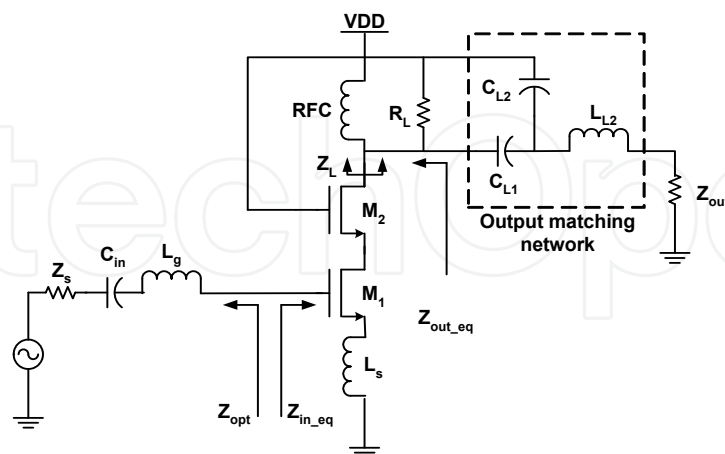 VDD
RFC
R_L
C_L2
L_L2
C_L1
Z_L
Z_ou
Output matching
network
M_2
C_in
L_g
Z_s
M_1
Z_out_eq
L_s
Z_opt
Z_in_eq
techOpe